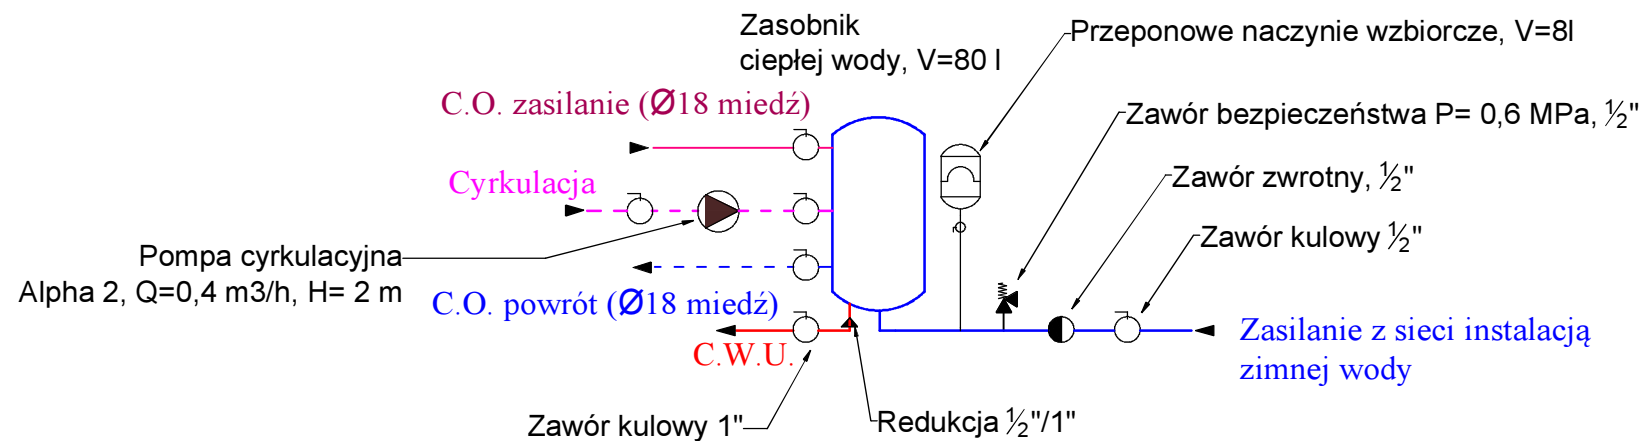 Zasobnik
ciepłej wody, V=80 l
Przeponowe naczynie wzbiorcze, V=8l
C.O. zasilanie (Ø18 miedź)
Zawór bezpieczeństwa P= 0,6 MPa, ½"
Cyrkulacja
Zawór zwrotny, ½"
Pompa cyrkulacyjna
Alpha 2, Q=0,4 m3/h, H= 2 m
Zawór kulowy ½"
C.O. powrót (Ø18 miedź)
C.W.U.
Zasilanie z sieci instalacją
zimnej wody
Zawór kulowy 1"
Redukcja ½"/1"